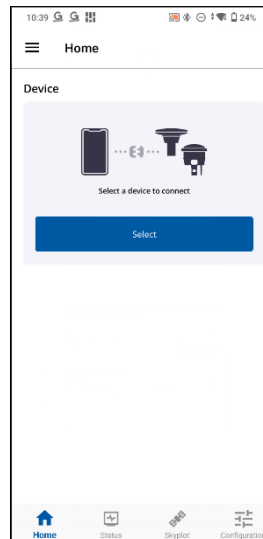 10:39
24%
Home
Device
Select a device to connect
Select
Home Status Skyplot Configuration